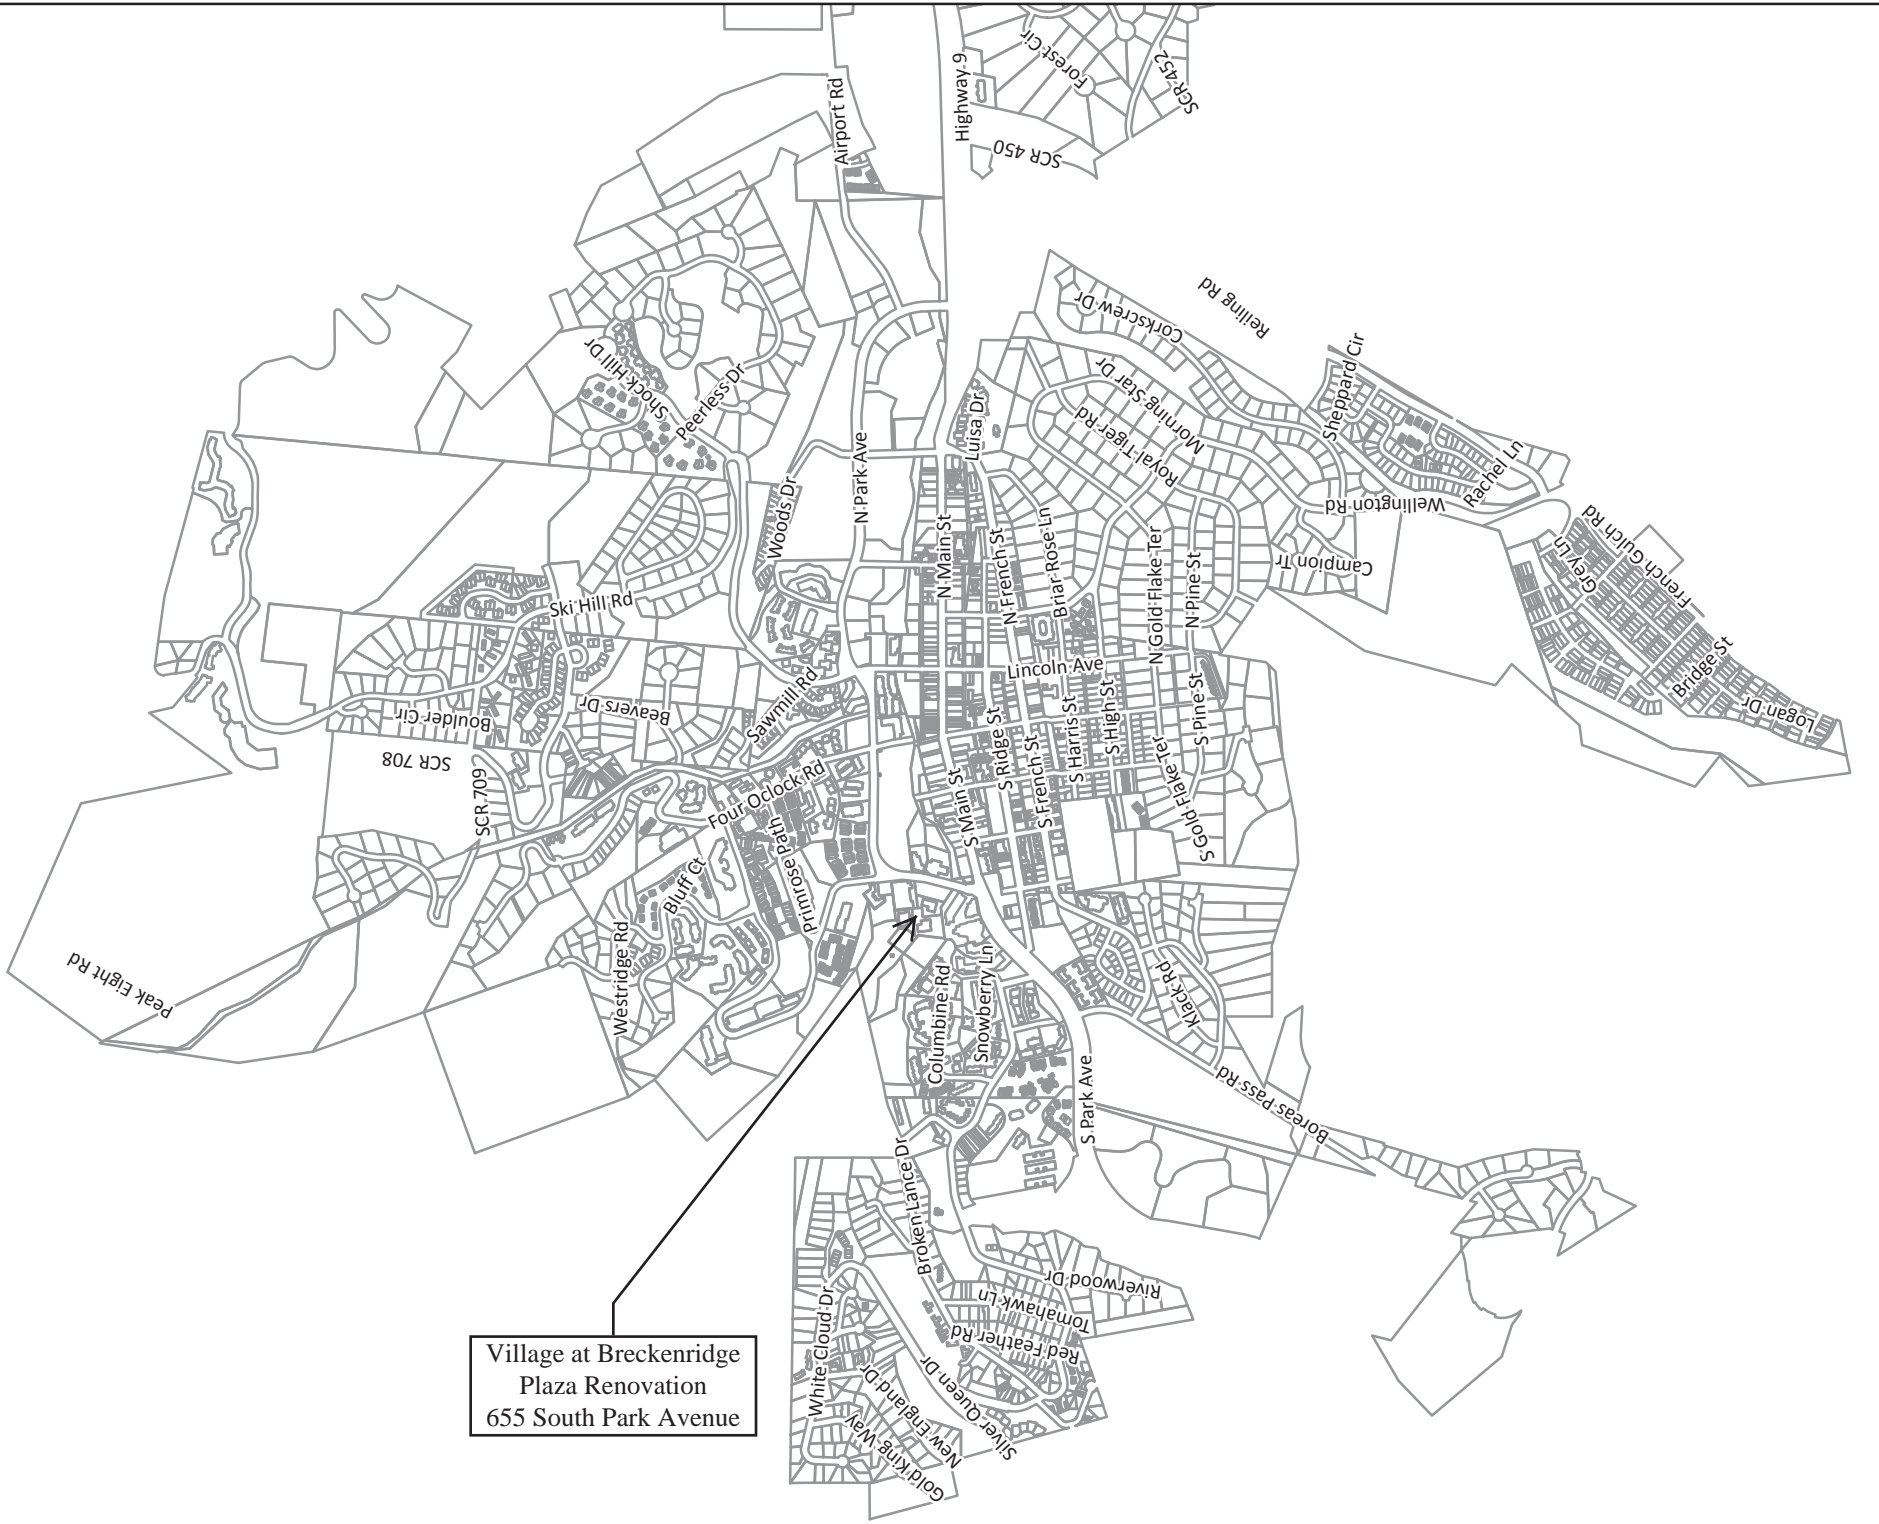 Forest Cir
SCR 452
Highway 9
SCR 450
Airport Rd
Reiling Rd
Corkscrew Dr
Shock Hill Dr
Peerless Dr
Luisa Dr
Morning Star Dr
Royal Tiger Rd
Sheppard Cir
Rachel Ln
Wellington Rd
N Park Ave
Woods Dr
N Main St
N French St
Briar Rose Ln
N Gold Flake Ter
N Pine St
Campion Tr
Grey Ln
French Gulch Rd
Ski Hill Rd
Lincoln Ave
Bridge St
Logan Dr
Boulder Cir
Beavers Dr
Sawmill Rd
SCR 708
SCR 709
Four Oclock Rd
S Main St
S Ridge St
S French St
S Harris St
S High St
S Pine St
S Gold Flake Ter
Primrose Path
Bluff Ct
Westridge Rd
Peak Eight Rd
Columbine Rd
Snowberry Ln
Klack Rd
S Park Ave
Boreas Pass Rd
Broken Lance Dr
Riverwood Dr
Tomahawk Ln
Red Feather Rd
White Cloud Dr
Silver Queen Dr
New England Dr
Gold King Way
Village at Breckenridge
Plaza Renovation
655 South Park Avenue